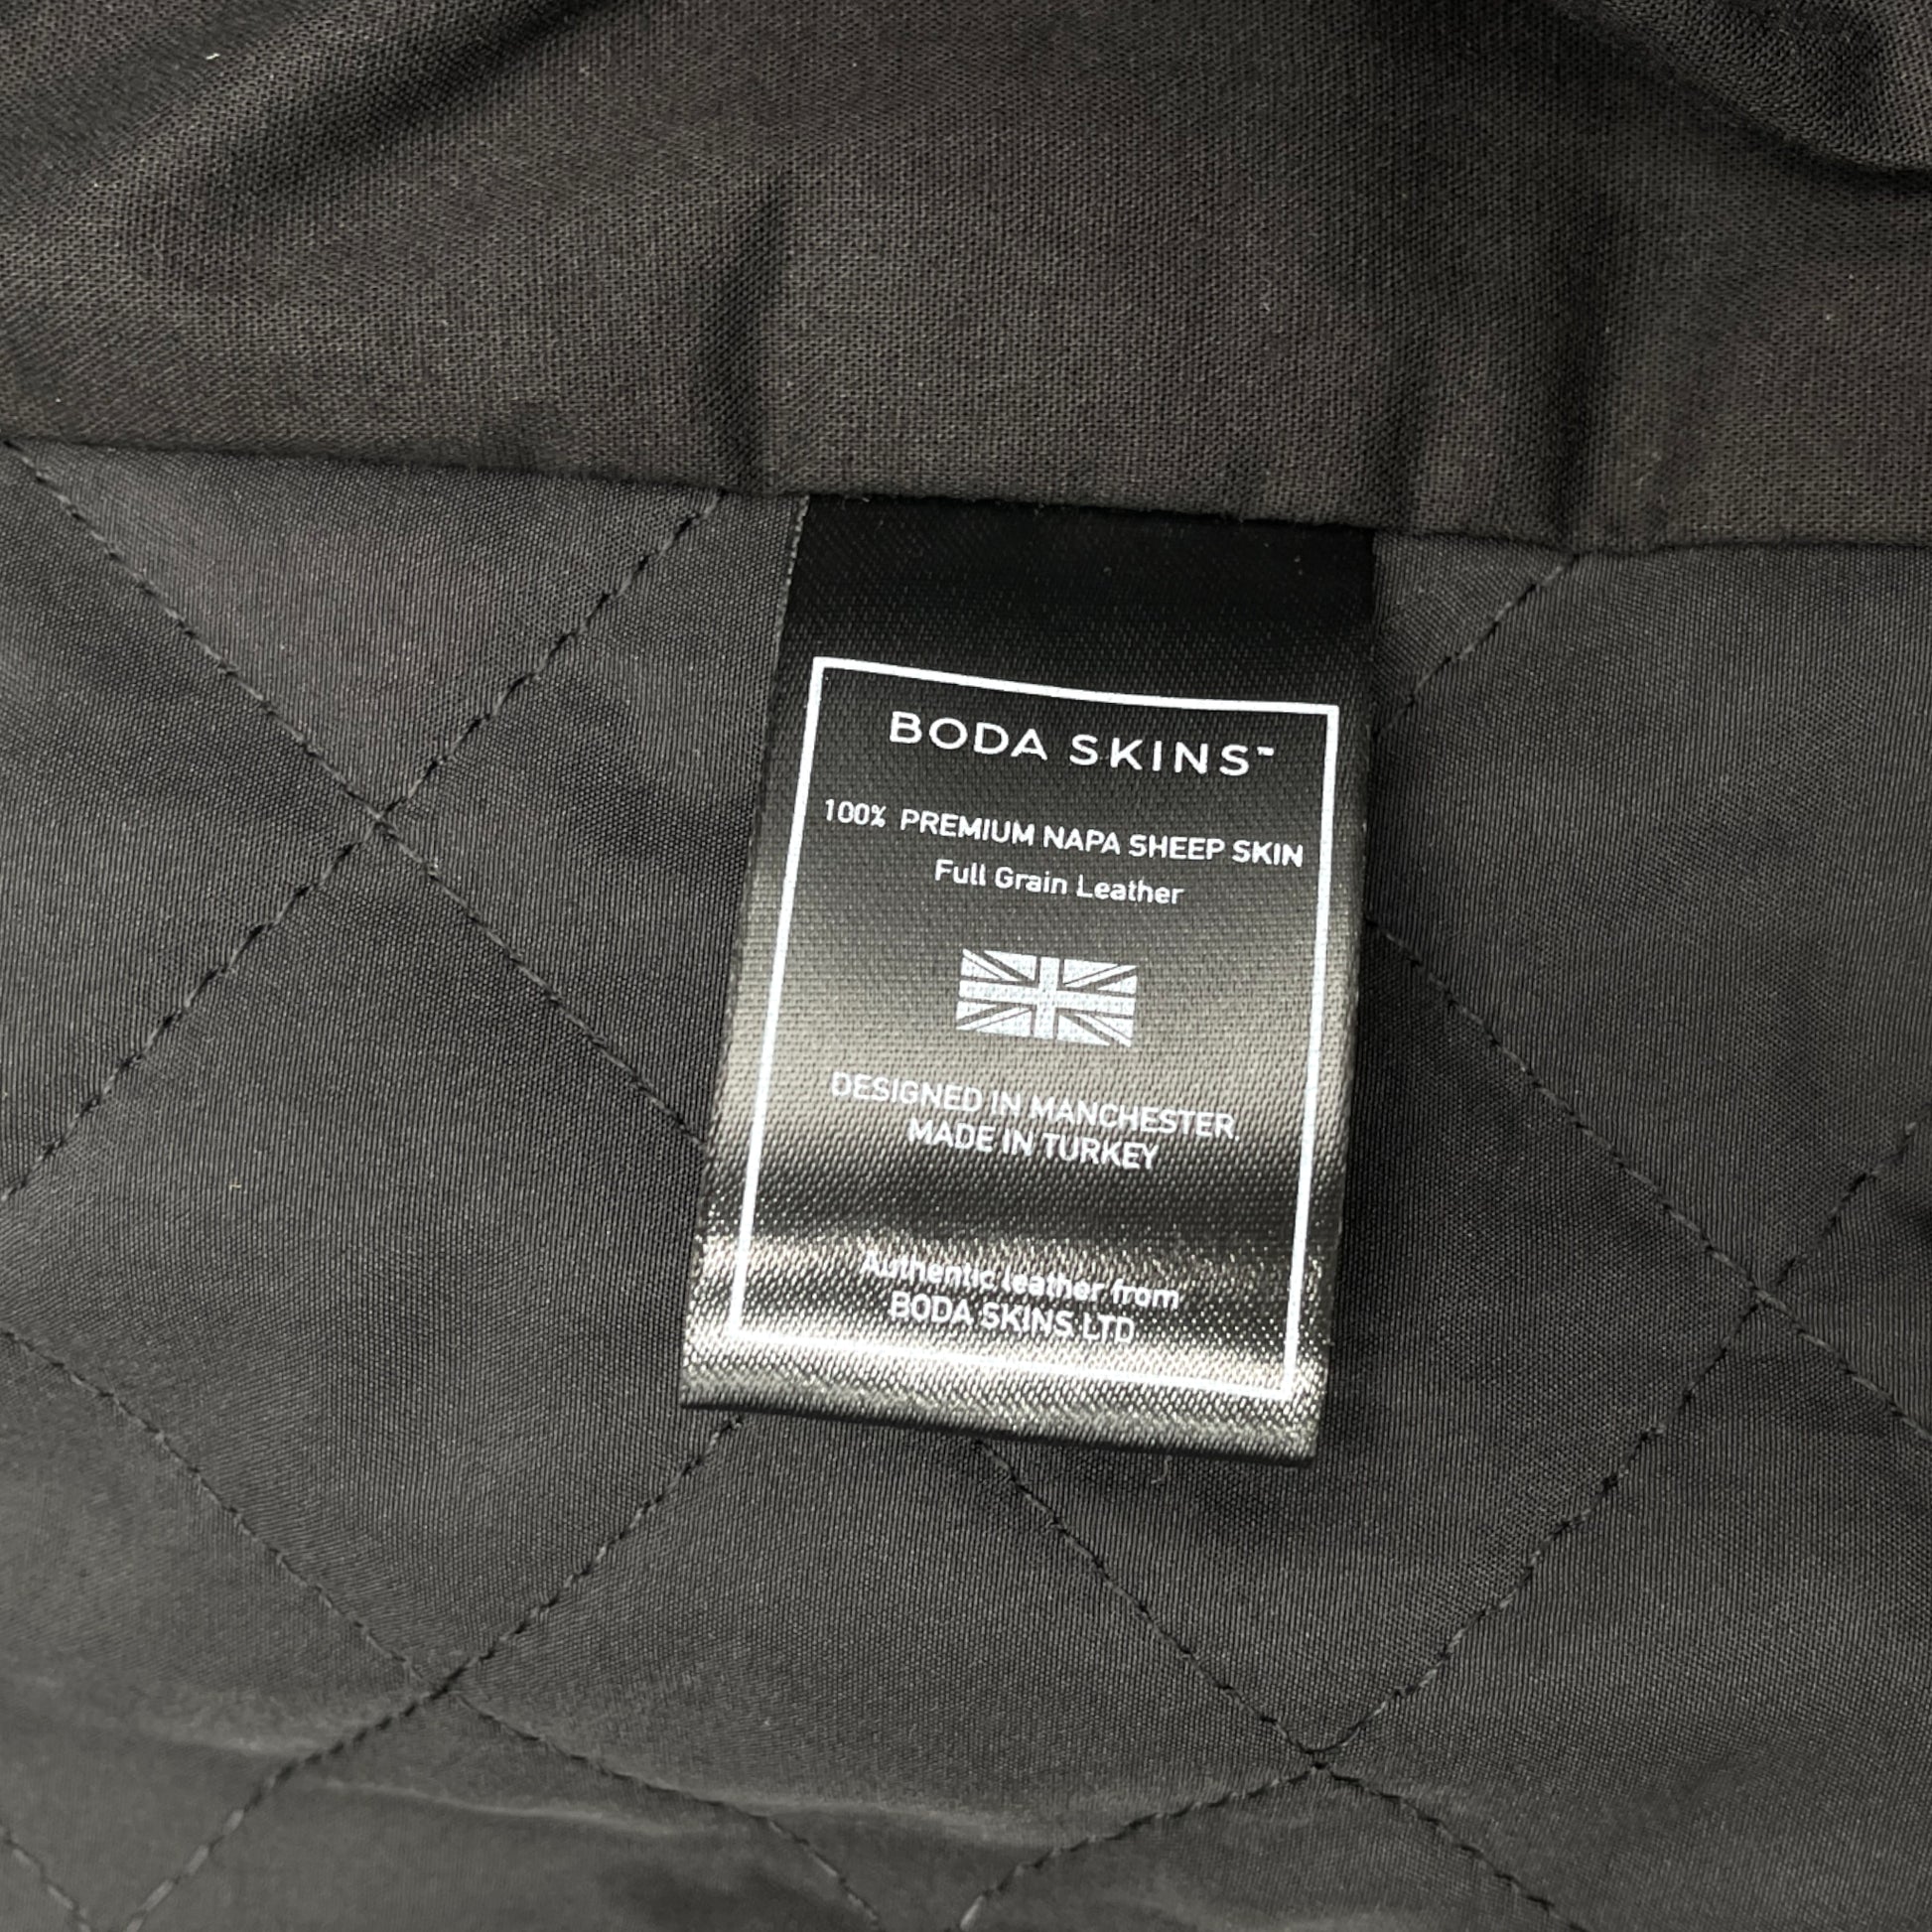 BODA SKINS™
100% PREMIUM NAPA SHEEP SKIN
Full Grain Leather
DESIGNED IN MANCHESTER.
MADE IN TURKEY
Authentic leather from
BODA SKINS LTD